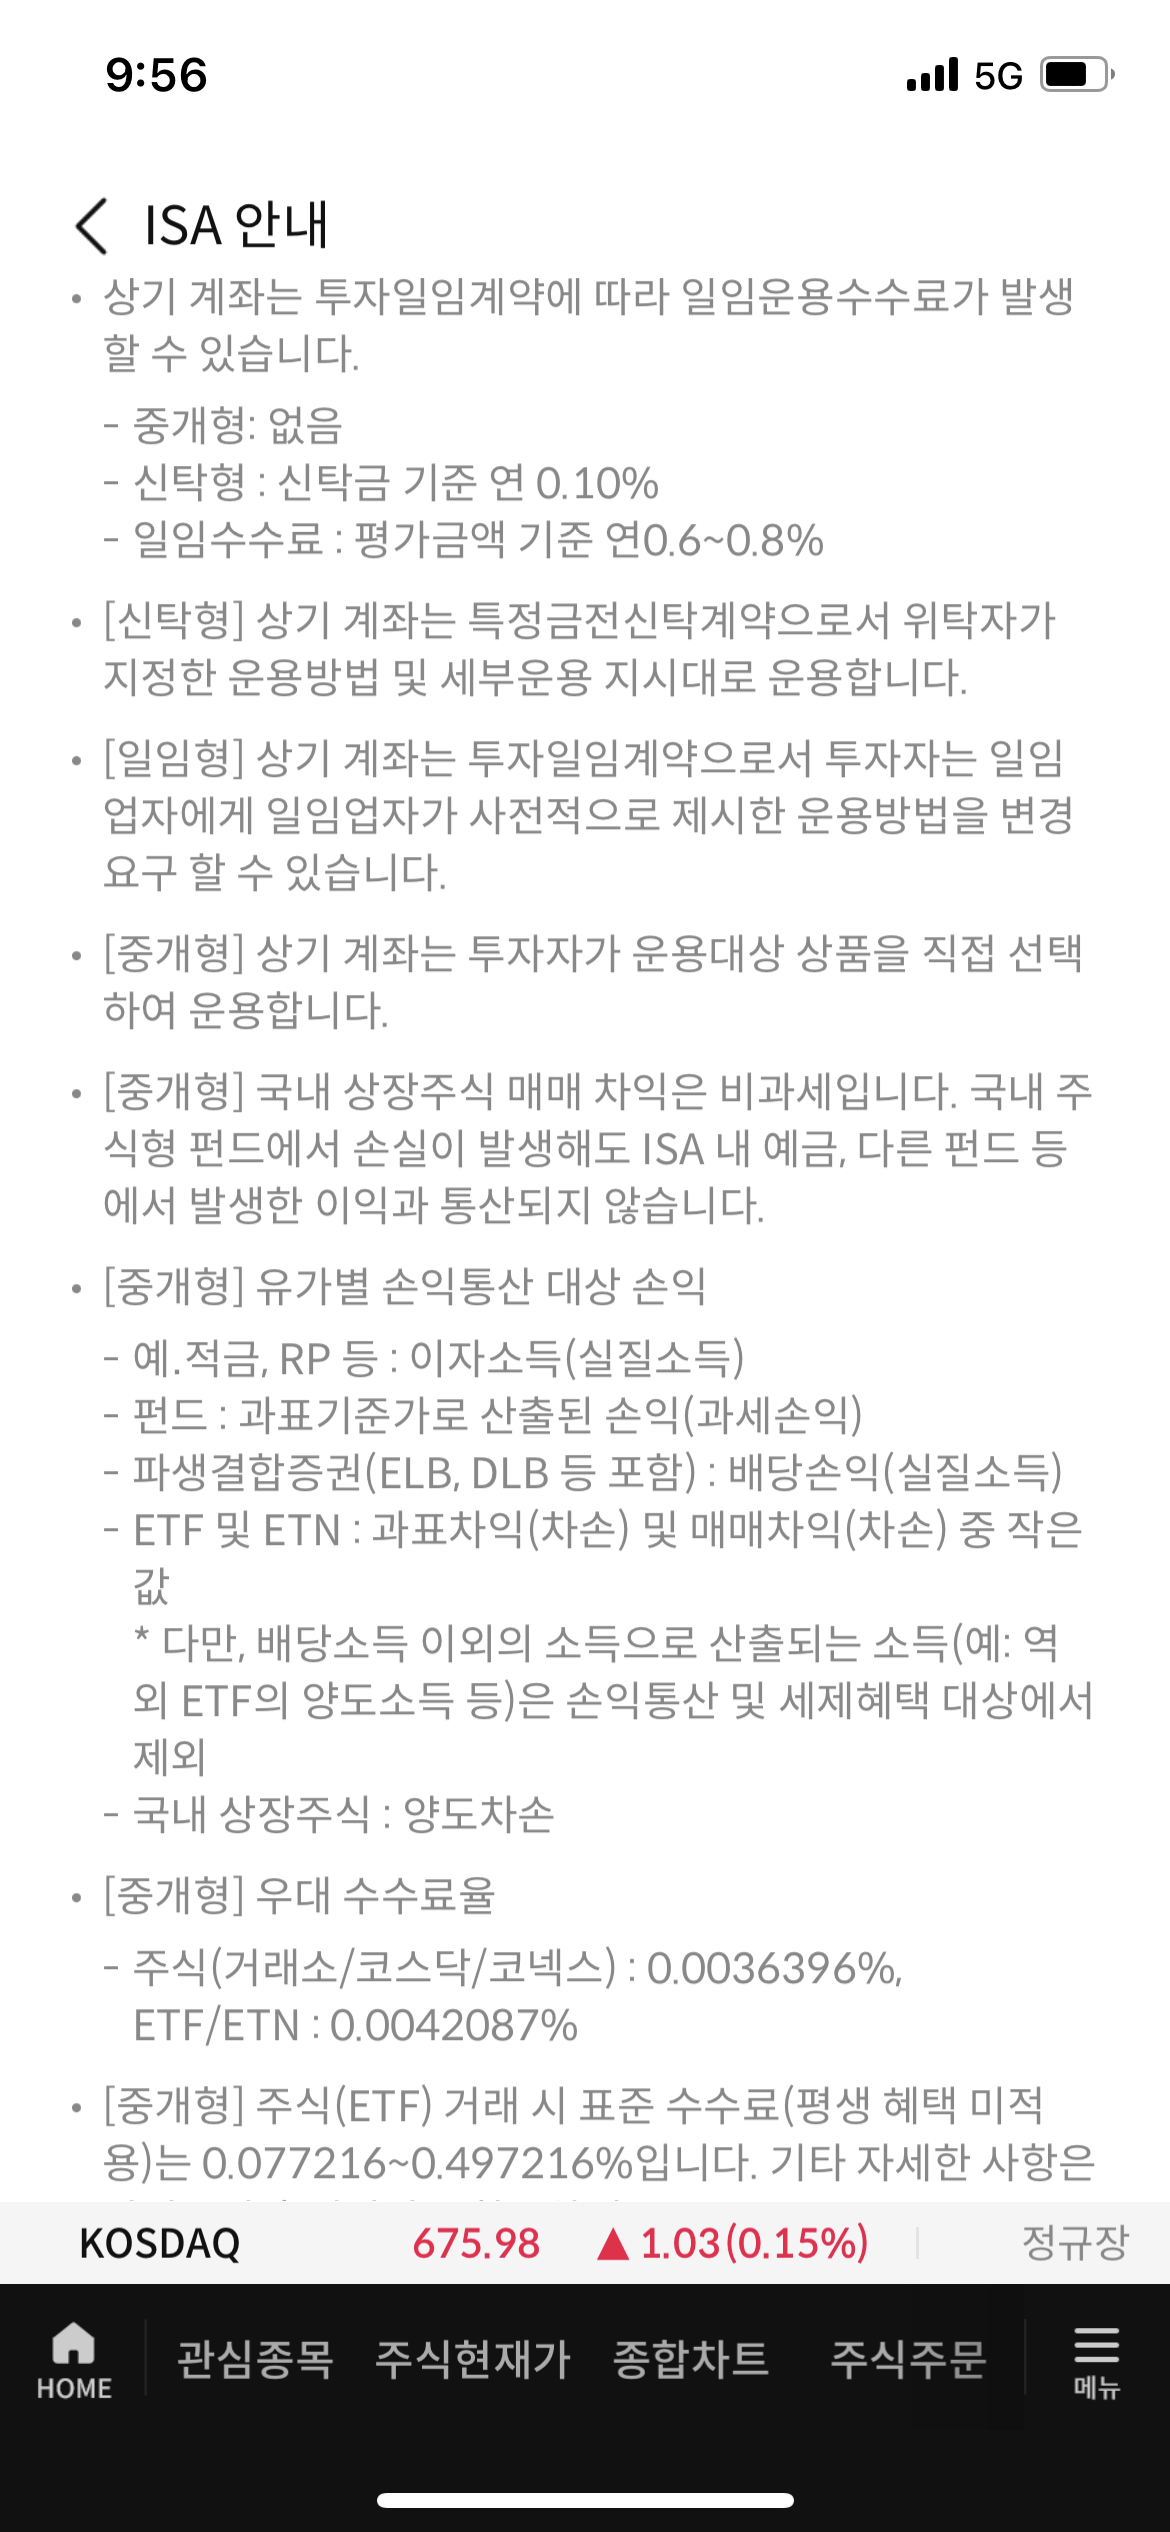 9:56
5G
ISA 안내
• 상기 계좌는 투자일임계약에 따라 일임운용수수료가 발생
할 수 있습니다.
- 중개형: 없음
- 신탁형 : 신탁금 기준 연 0.10%
- 일임수수료 : 평가금액 기준 연0.6~0.8%
• [신탁형] 상기 계좌는 특정금전신탁계약으로서 위탁자가
지정한 운용방법 및 세부운용 지시대로 운용합니다.
• [일임형] 상기 계좌는 투자일임계약으로서 투자자는 일임
업자에게 일임업자가 사전적으로 제시한 운용방법을 변경
요구 할 수 있습니다.
• [중개형] 상기 계좌는 투자자가 운용대상 상품을 직접 선택
하여 운용합니다.
• [중개형] 국내 상장주식 매매 차익은 비과세입니다. 국내 주
식형 펀드에서 손실이 발생해도 ISA 내 예금, 다른 펀드 등
에서 발생한 이익과 통산되지 않습니다.
• [중개형] 유가별 손익통산 대상 손익
- 예.적금, RP 등 : 이자소득(실질소득)
- 펀드 : 과표기준가로 산출된 손익(과세손익)
- 파생결합증권(ELB, DLB 등 포함) : 배당손익(실질소득)
- ETF 및 ETN : 과표차익(차손) 및 매매차익(차손) 중 작은
값
* 다만, 배당소득 이외의 소득으로 산출되는 소득(예: 역
외 ETF의 양도소득 등)은 손익통산 및 세제혜택 대상에서
제외
- 국내 상장주식 : 양도차손
• [중개형] 우대 수수료율
- 주식(거래소/코스닥/코넥스) : 0.0036396%,
ETF/ETN : 0.0042087%
• [중개형] 주식(ETF) 거래 시 표준 수수료(평생 혜택 미적
용)는 0.077216~0.497216%입니다. 기타 자세한 사항은
KOSDAQ 675.98 ▲ 1.03(0.15%) 정규장
HOME 관심종목 주식현재가 종합차트 주식주문 메뉴